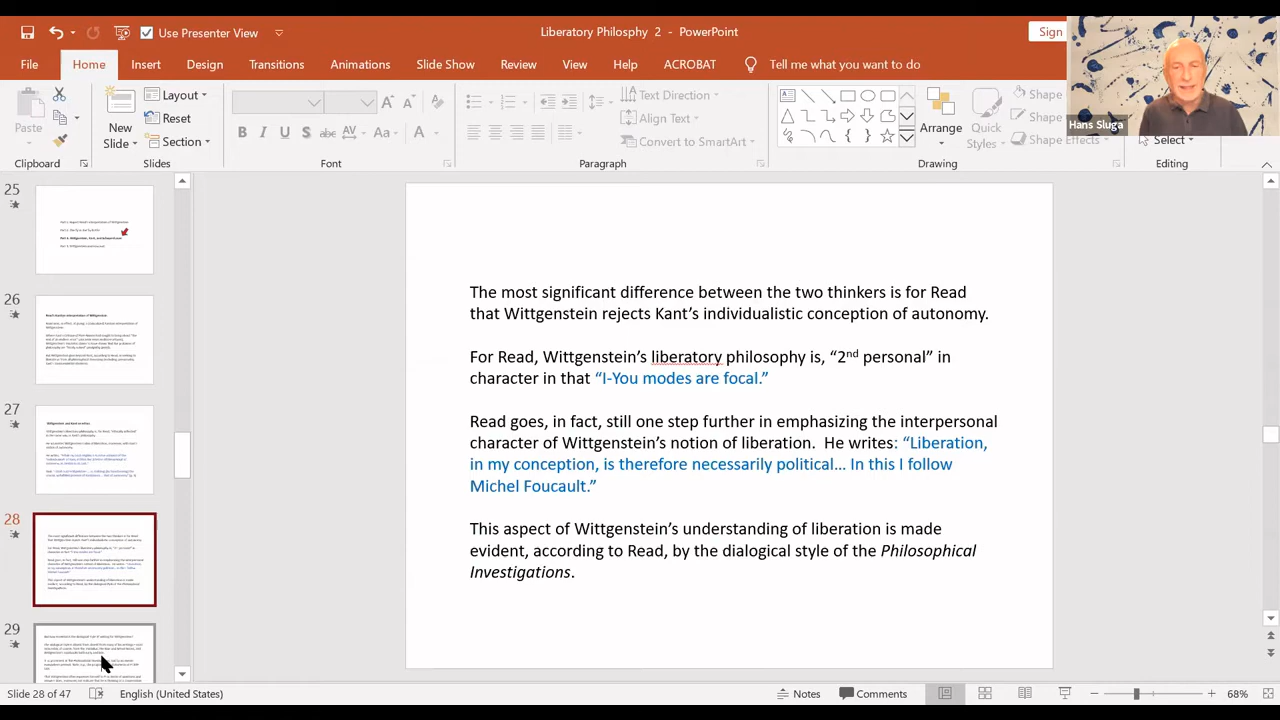 Use Presenter View
Liberatory Philosphy 2 - PowerPoint
Sign
File Home Insert Design Transitions Animations Slide Show Review View Help ACROBAT Tell me what you want to do
Paste
Clipboard
New
Slide
Layout
Reset
Section
Slides
B I U S abc AV Aa A
Font
Text Direction
Align Text
Convert to SmartArt
Paragraph
Arrange
Quick
Styles
Shape
Shape
Shape Effects
Drawing
Select
Editing
Hans Sluga
25
26
27
28
29
The most significant difference between the two thinkers is for Read
that Wittgenstein rejects Kant's individualistic conception of autonomy.
For Read, Wittgenstein's liberatory phılosophy is, "2nd personal" in
character in that "I-You modes are focal."
Read goes, in fact, still one step further in emphasizing the interpersonal
character of Wittgenstein's notion of liberation. He writes: "Liberation,
in my conception, is therefore necessarily political... In this I follow
Michel Foucault."
This aspect of Wittgenstein's understanding of liberation is made
evident, according to Read, by the dialogical style of the Philosophical
Investigations.
Slide 28 of 47 English (United States) Notes Comments 68%